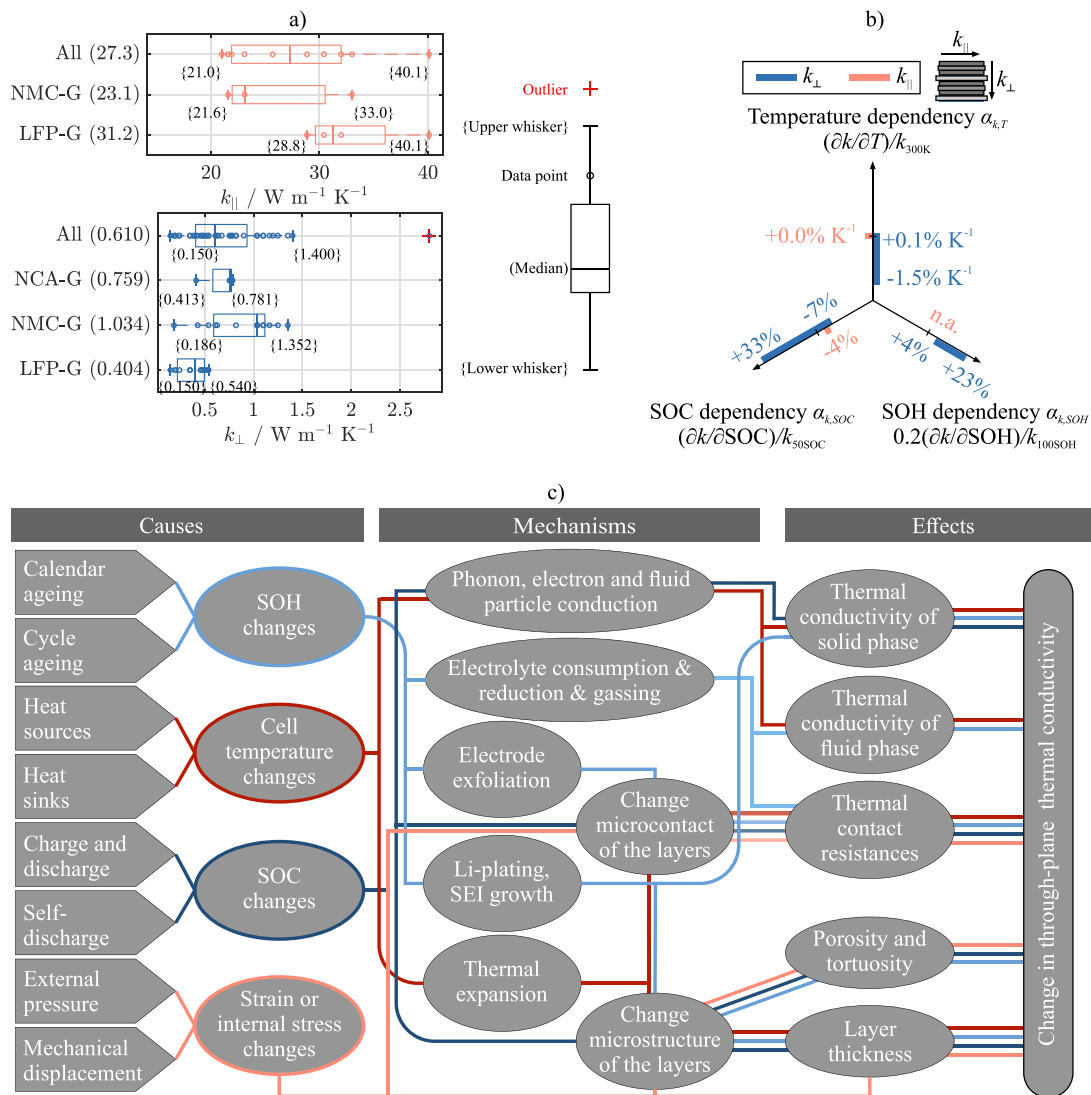 a)
All (27.3)
{21.0}
{40.1}
NMC-G (23.1)
{21.6}
{33.0}
LFP-G (31.2)
{28.8}
{40.1}
20
30
40
k|| / W m⁻¹ K⁻¹
All (0.610)
{0.150}
{1.400}
NCA-G (0.759)
{0.413}
{0.781}
NMC-G (1.034)
{0.186}
{1.352}
LFP-G (0.404)
{0.150}
{0.540}
0.5
1
1.5
2
2.5
k⊥ / W m⁻¹ K⁻¹
Outlier
{Upper whisker}
Data point
(Median)
{Lower whisker}
b)
k⊥
k||
k||
k⊥
Temperature dependency αk,T
(∂k/∂T)/k300K
+0.0% K⁻¹
+0.1% K⁻¹
-1.5% K⁻¹
-7%
+33%
-4%
n.a.
+4%
+23%
SOC dependency αk,SOC
(∂k/∂SOC)/k50SOC
SOH dependency αk,SOH
0.2(∂k/∂SOH)/k100SOH
c)
Causes
Mechanisms
Effects
Calendar
ageing
Cycle
ageing
Heat
sources
Heat
sinks
Charge and
discharge
Self-
discharge
External
pressure
Mechanical
displacement
SOH
changes
Cell
temperature
changes
SOC
changes
Strain or
internal stress
changes
Phonon, electron and fluid
particle conduction
Electrolyte consumption &
reduction & gassing
Electrode
exfoliation
Change
microcontact
of the layers
Li-plating,
SEI growth
Thermal
expansion
Change
microstructure
of the layers
Thermal
conductivity of
solid phase
Thermal
conductivity of
fluid phase
Thermal
contact
resistances
Porosity and
tortuosity
Layer
thickness
Change in through-plane thermal conductivity